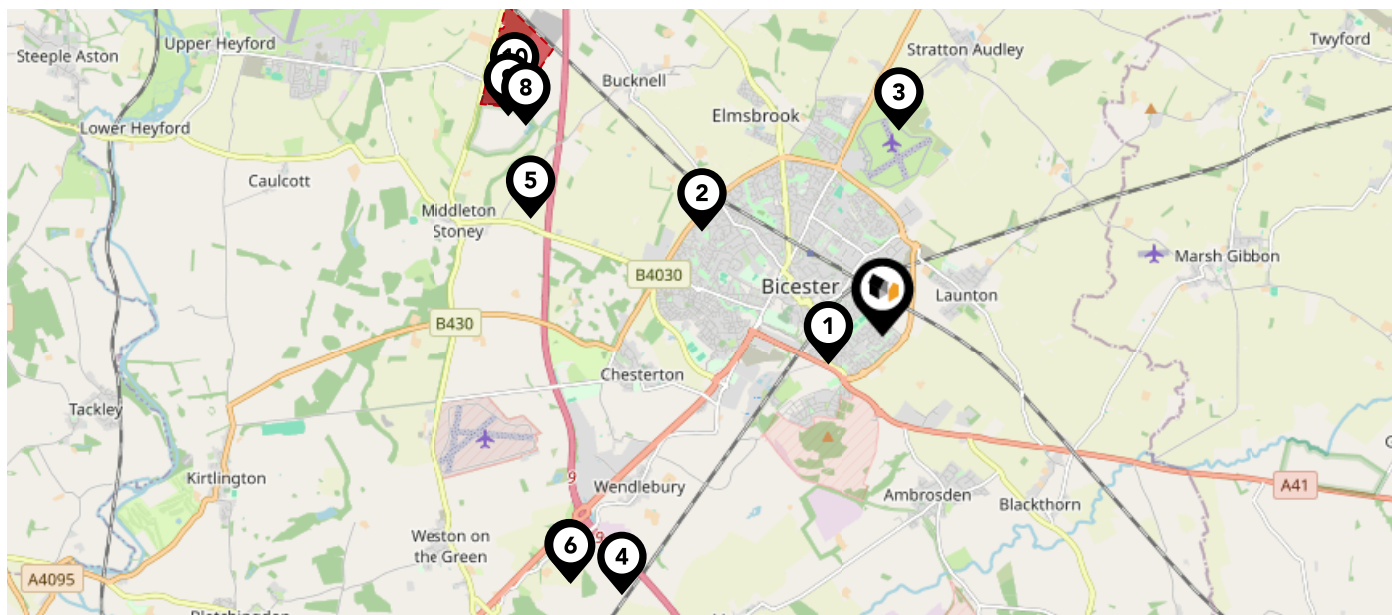 Steeple Aston
Upper Heyford
Bucknell
Stratton Audley
Twyford
10
8
3
Elmsbrook
Lower Heyford
Caulcott
5
2
Middleton
Stoney
B4030
Bicester
Launton
Marsh Gibbon
1
B430
Chesterton
Tackley
Kirtlington
9
Wendlebury
Ambrosden
Blackthorn
A41
Weston on
the Green
6
9
4
A4095